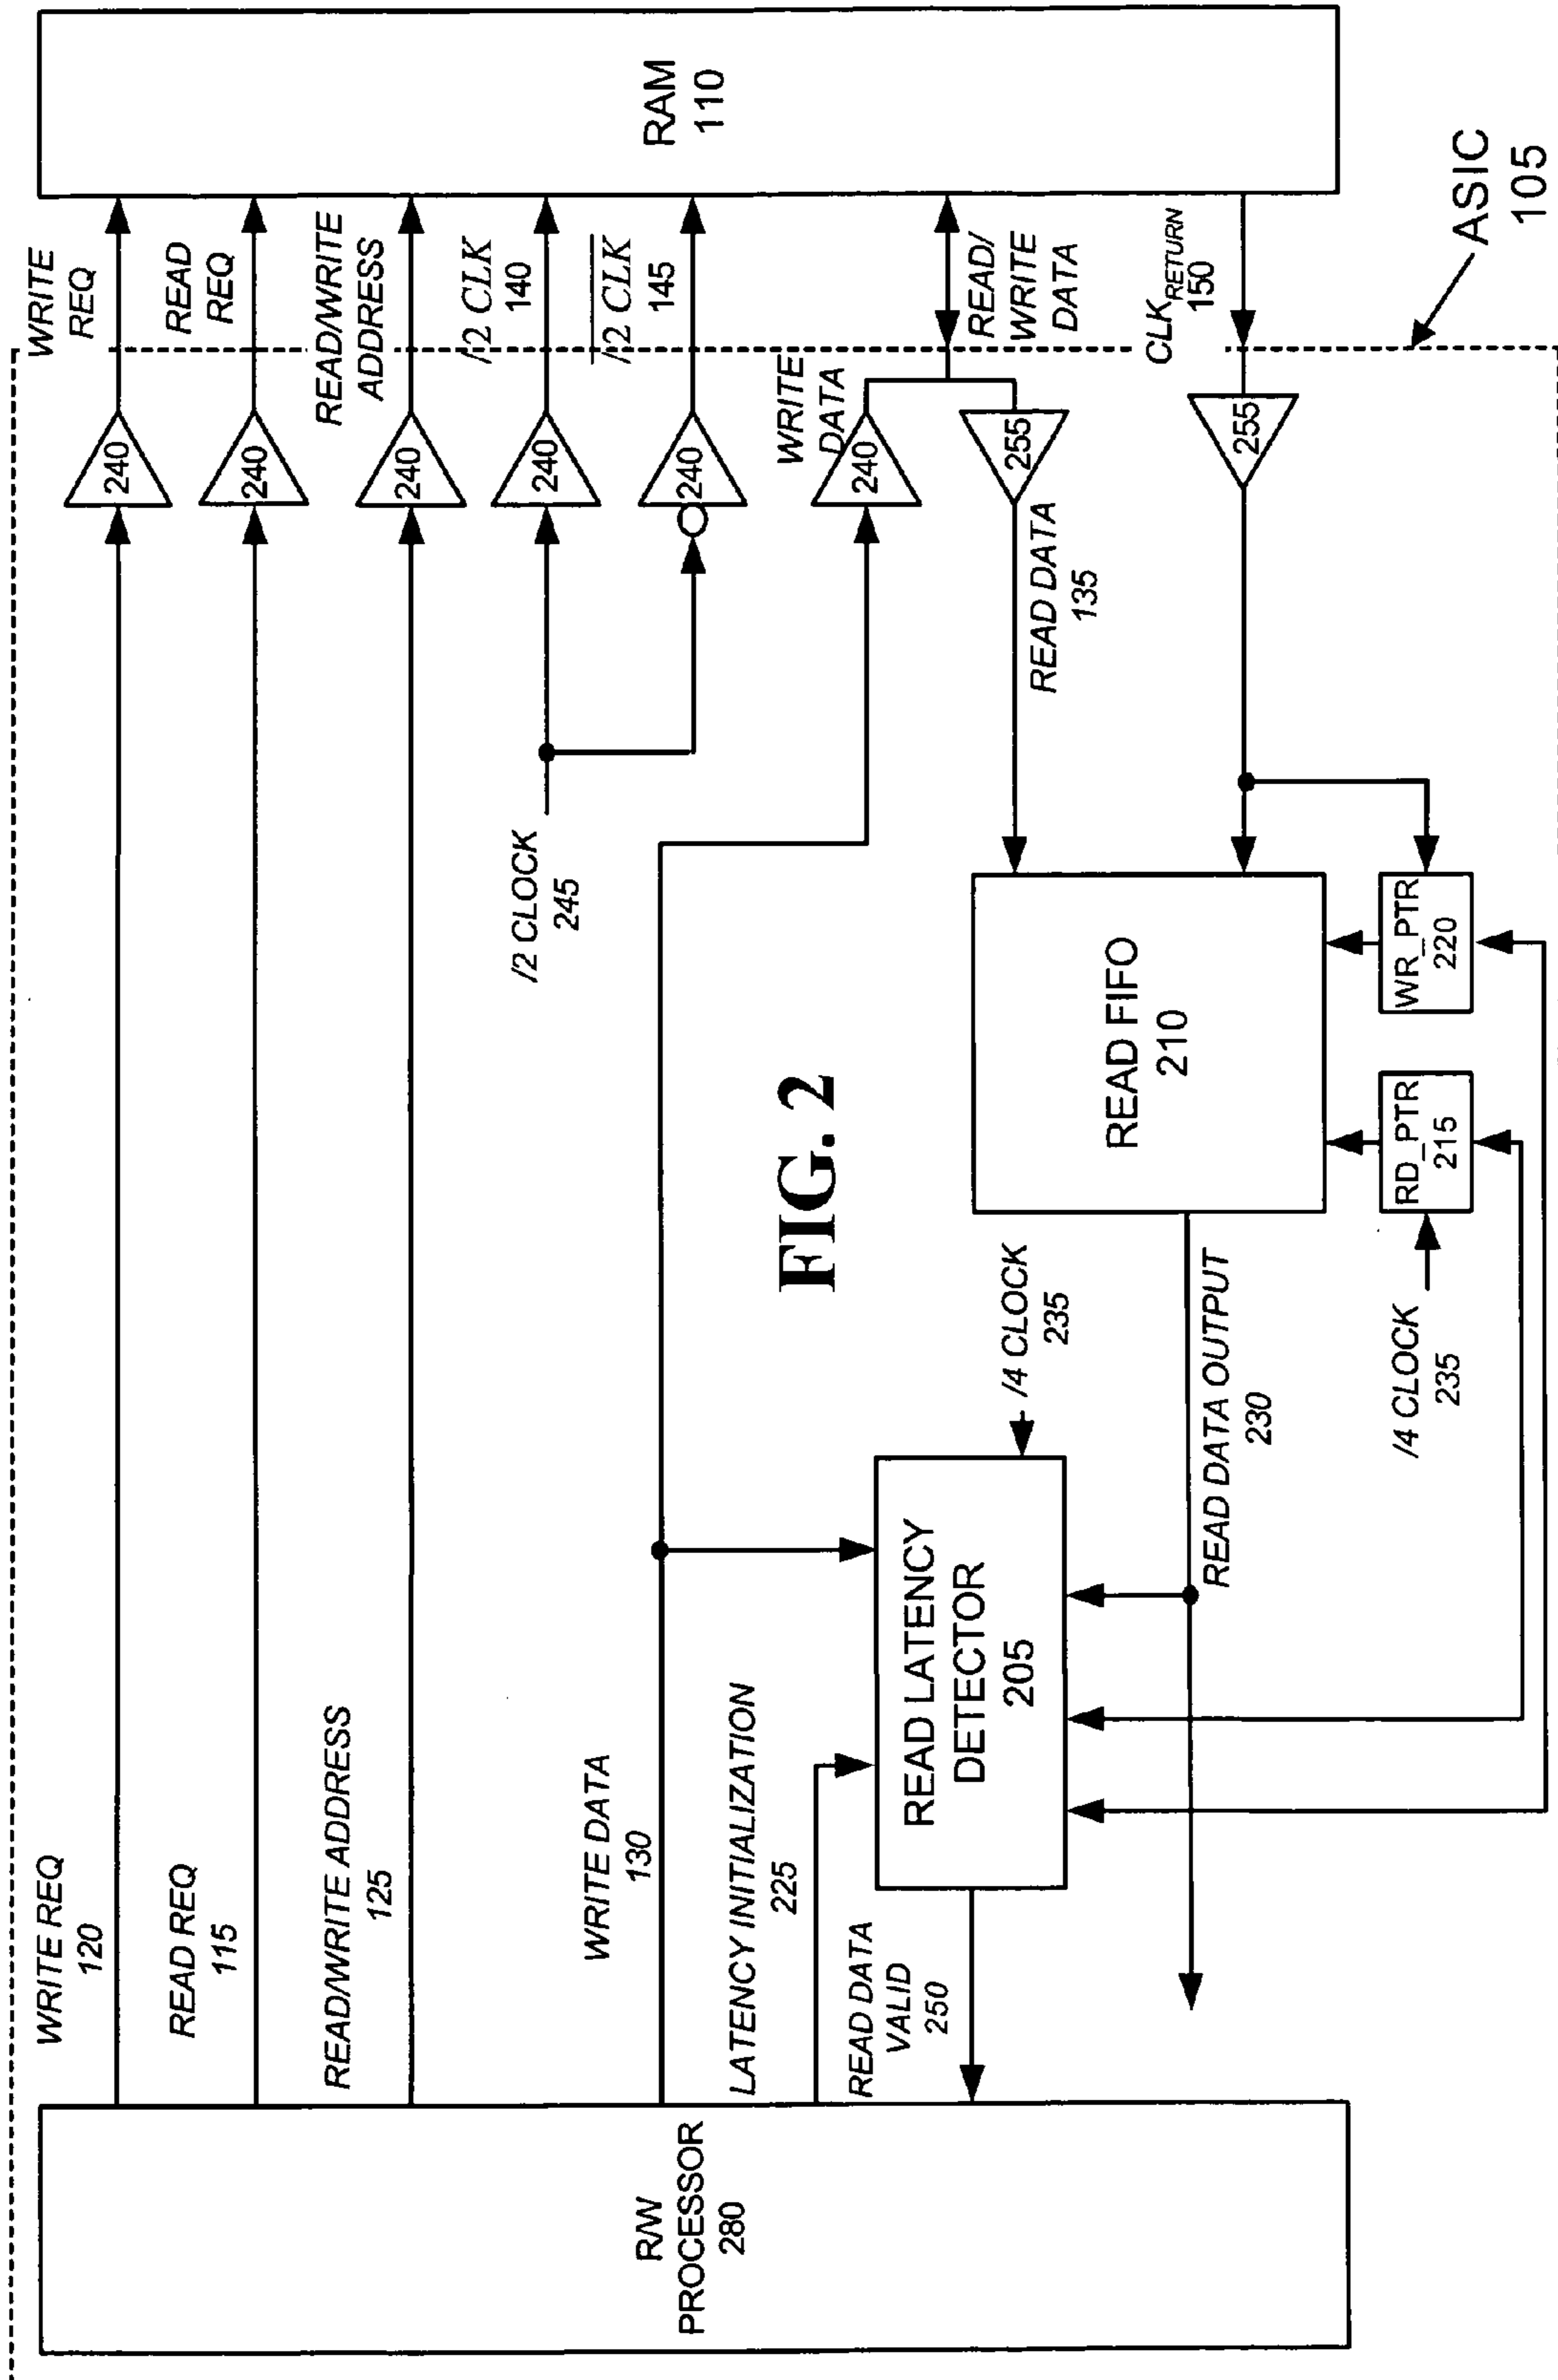 WRITE REQ
120
READ REQ
115
READ/WRITE ADDRESS
125
WRITE DATA
130
LATENCY INITIALIZATION
225
READ DATA
VALID
250
R/W
PROCESSOR
280
READ LATENCY
DETECTOR
205
/4 CLOCK
235
READ DATA OUTPUT
230
/4 CLOCK
235
FIG. 2
READ FIFO
210
RD_PTR
215
WR_PTR
220
/2 CLOCK
245
READ DATA
135
240
240
240
240
240
240
255
255
WRITE
DATA
WRITE
REQ
READ
REQ
READ/WRITE
ADDRESS
/2 CLK
140
/2 CLK
145
READ/
WRITE
DATA
CLKRETURN
150
RAM
110
ASIC
105